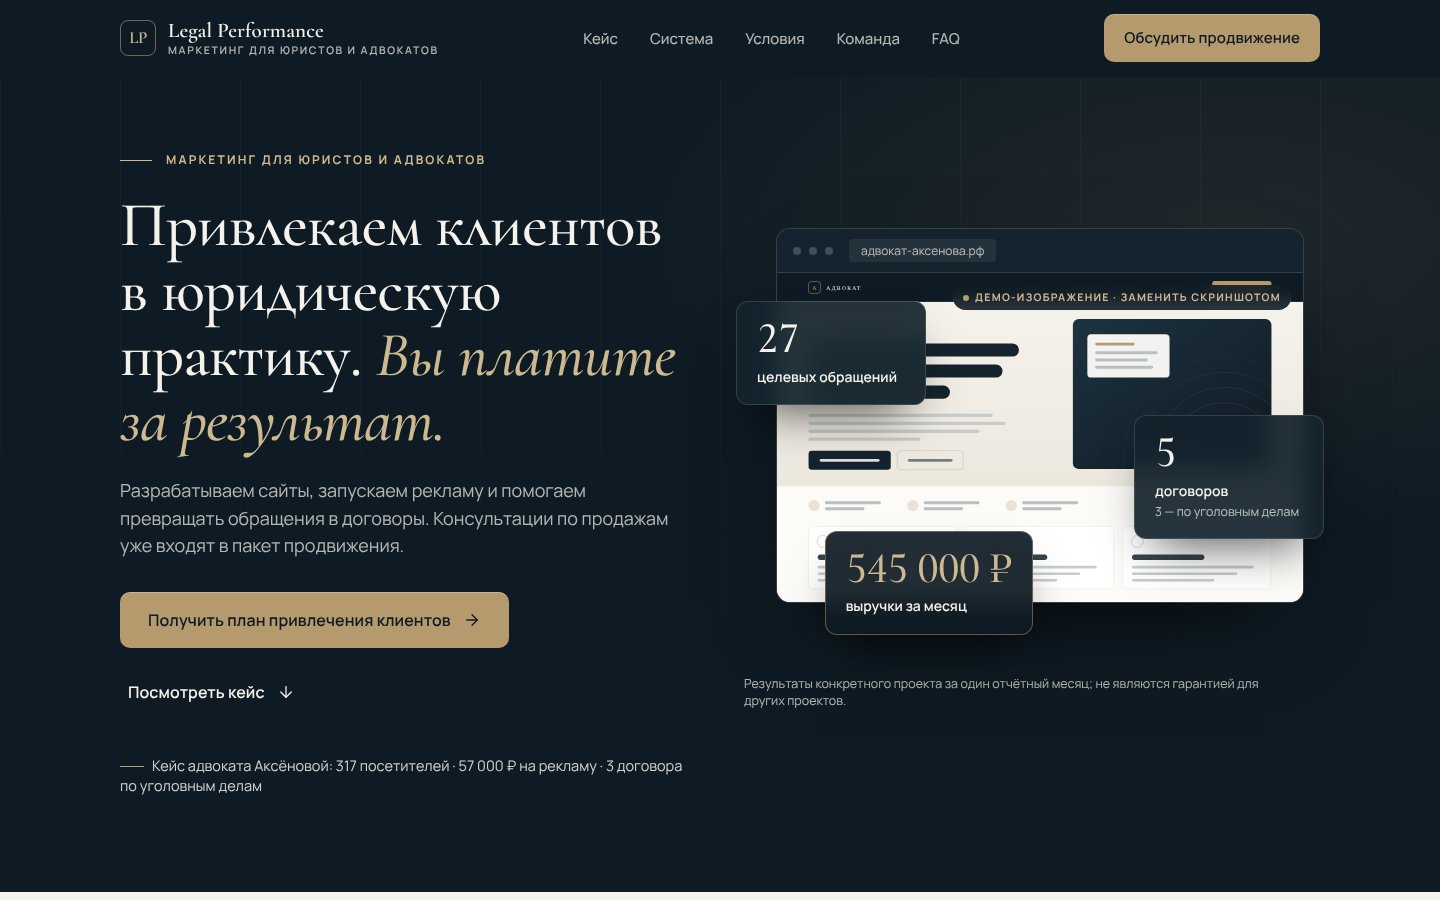 LP
Legal Performance
МАРКЕТИНГ ДЛЯ ЮРИСТОВ И АДВОКАТОВ
Кейс
Система
Условия
Команда
FAQ
Обсудить продвижение
МАРКЕТИНГ ДЛЯ ЮРИСТОВ И АДВОКАТОВ
Привлекаем клиентов
в юридическую
практику. Вы платите
за результат.
Разрабатываем сайты, запускаем рекламу и помогаем
превращать обращения в договоры. Консультации по продажам
уже входят в пакет продвижения.
Получить план привлечения клиентов
Посмотреть кейс
Кейс адвоката Аксёновой: 317 посетителей · 57 000 ₽ на рекламу · 3 договора
по уголовным делам
адвокат-аксенова.рф
А АДВОКАТ
ДЕМО-ИЗОБРАЖЕНИЕ · ЗАМЕНИТЬ СКРИНШОТОМ
27
целевых обращений
5
договоров
3 — по уголовным делам
545 000 ₽
выручки за месяц
Результаты конкретного проекта за один отчётный месяц; не являются гарантией для
других проектов.